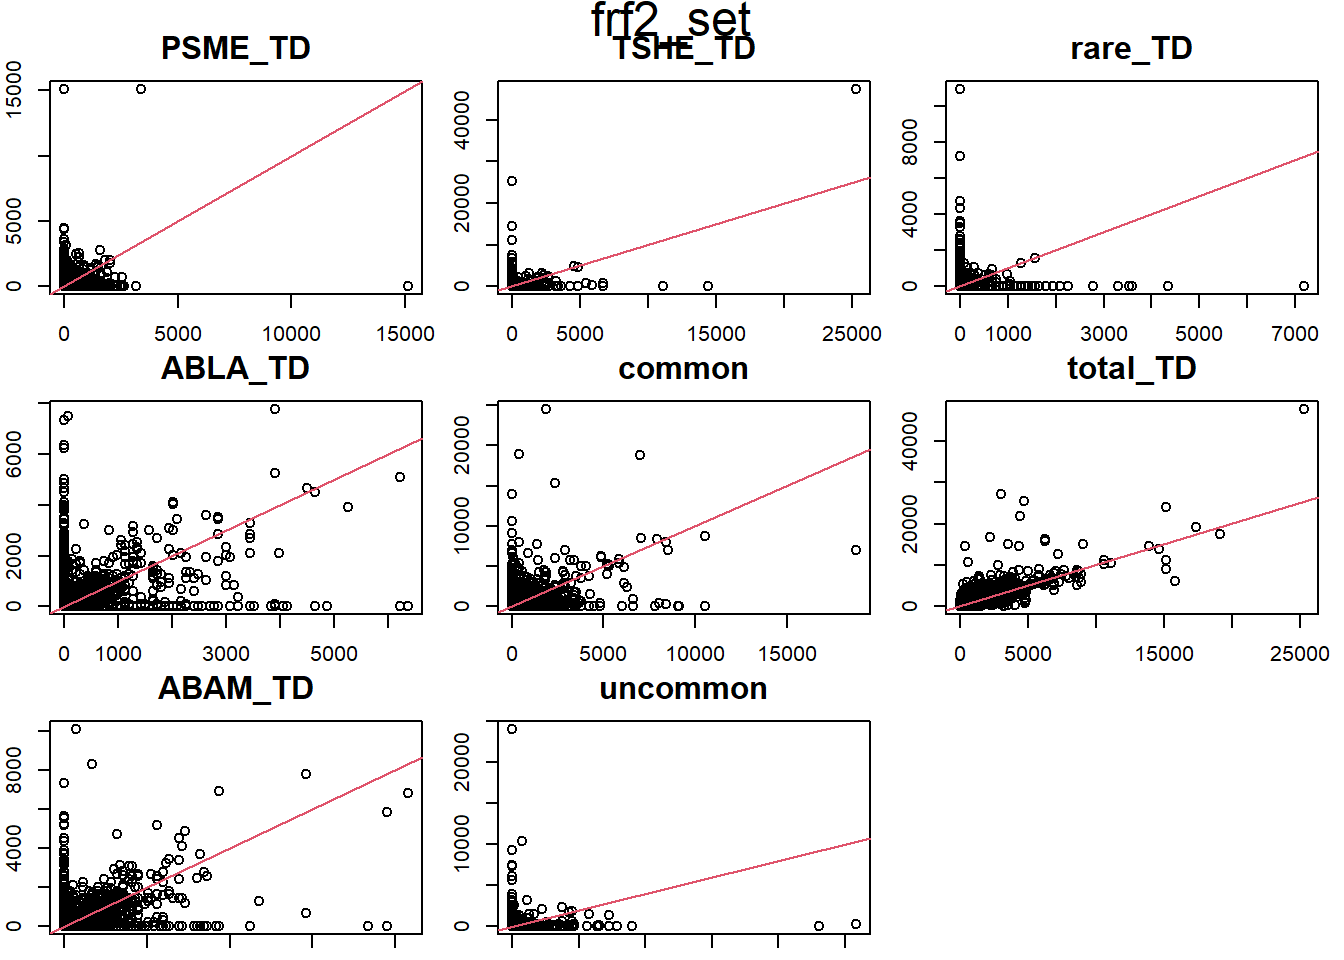 frf2_set
PSME_TD
TSHE_TD
rare_TD
0 5000 15000
0 5000 10000 15000
0 20000 40000
0 5000 15000 25000
0 4000 8000
0 1000 3000 5000 7000
ABLA_TD
common
total_TD
0 2000 6000
0 1000 3000 5000
0 10000 20000
0 5000 10000 15000
0 20000 40000
0 5000 15000 25000
ABAM_TD
uncommon
0 4000 8000
0 10000 20000